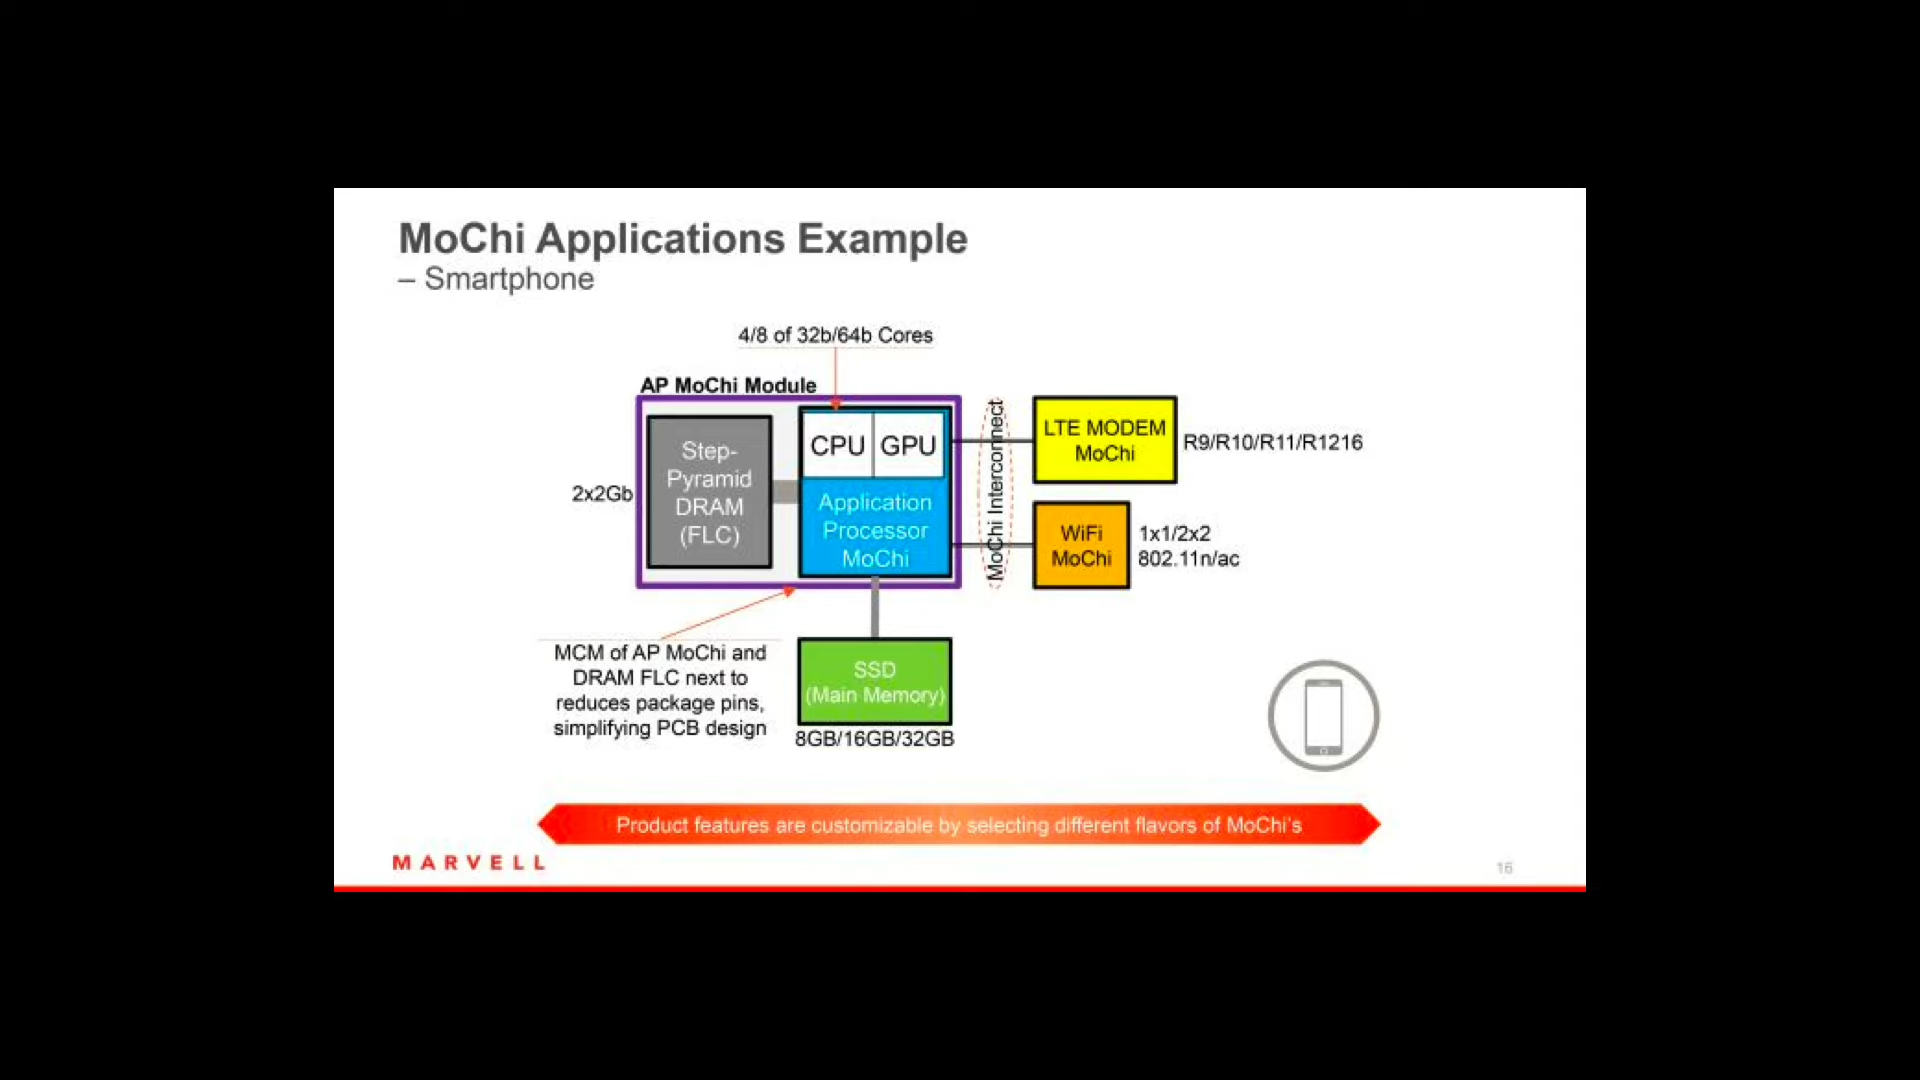 MoChi Applications Example
– Smartphone
4/8 of 32b/64b Cores
AP MoChi Module
2x2Gb
Step-
Pyramid
DRAM
(FLC)
CPU
GPU
Application
Processor
MoChi
MoChi Interconnect
LTE MODEM
MoChi
R9/R10/R11/R1216
WiFi
MoChi
1x1/2x2
802.11n/ac
MCM of AP MoChi and
DRAM FLC next to
reduces package pins,
simplifying PCB design
SSD
(Main Memory)
8GB/16GB/32GB
Product features are customizable by selecting different flavors of MoChi's
MARVELL
16